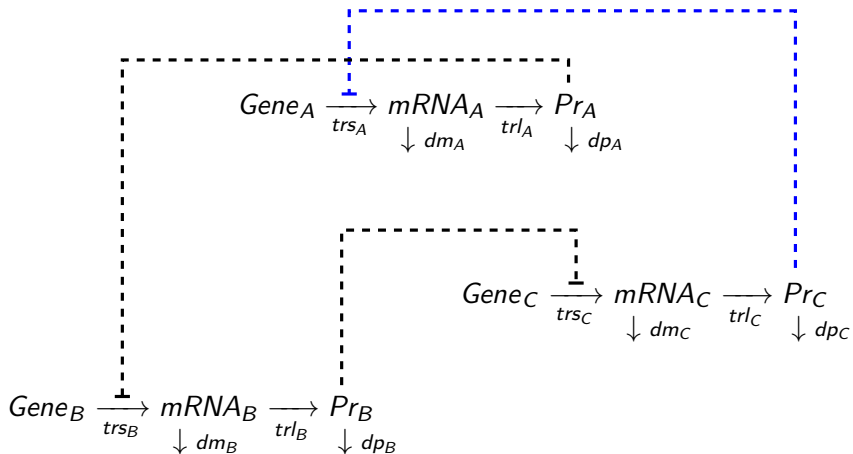 Gene_A → mRNA_A → Pr_A
trs_A trl_A
↓ dm_A ↓ dp_A
Gene_C → mRNA_C → Pr_C
trs_C trl_C
↓ dm_C ↓ dp_C
Gene_B → mRNA_B → Pr_B
trs_B trl_B
↓ dm_B ↓ dp_B